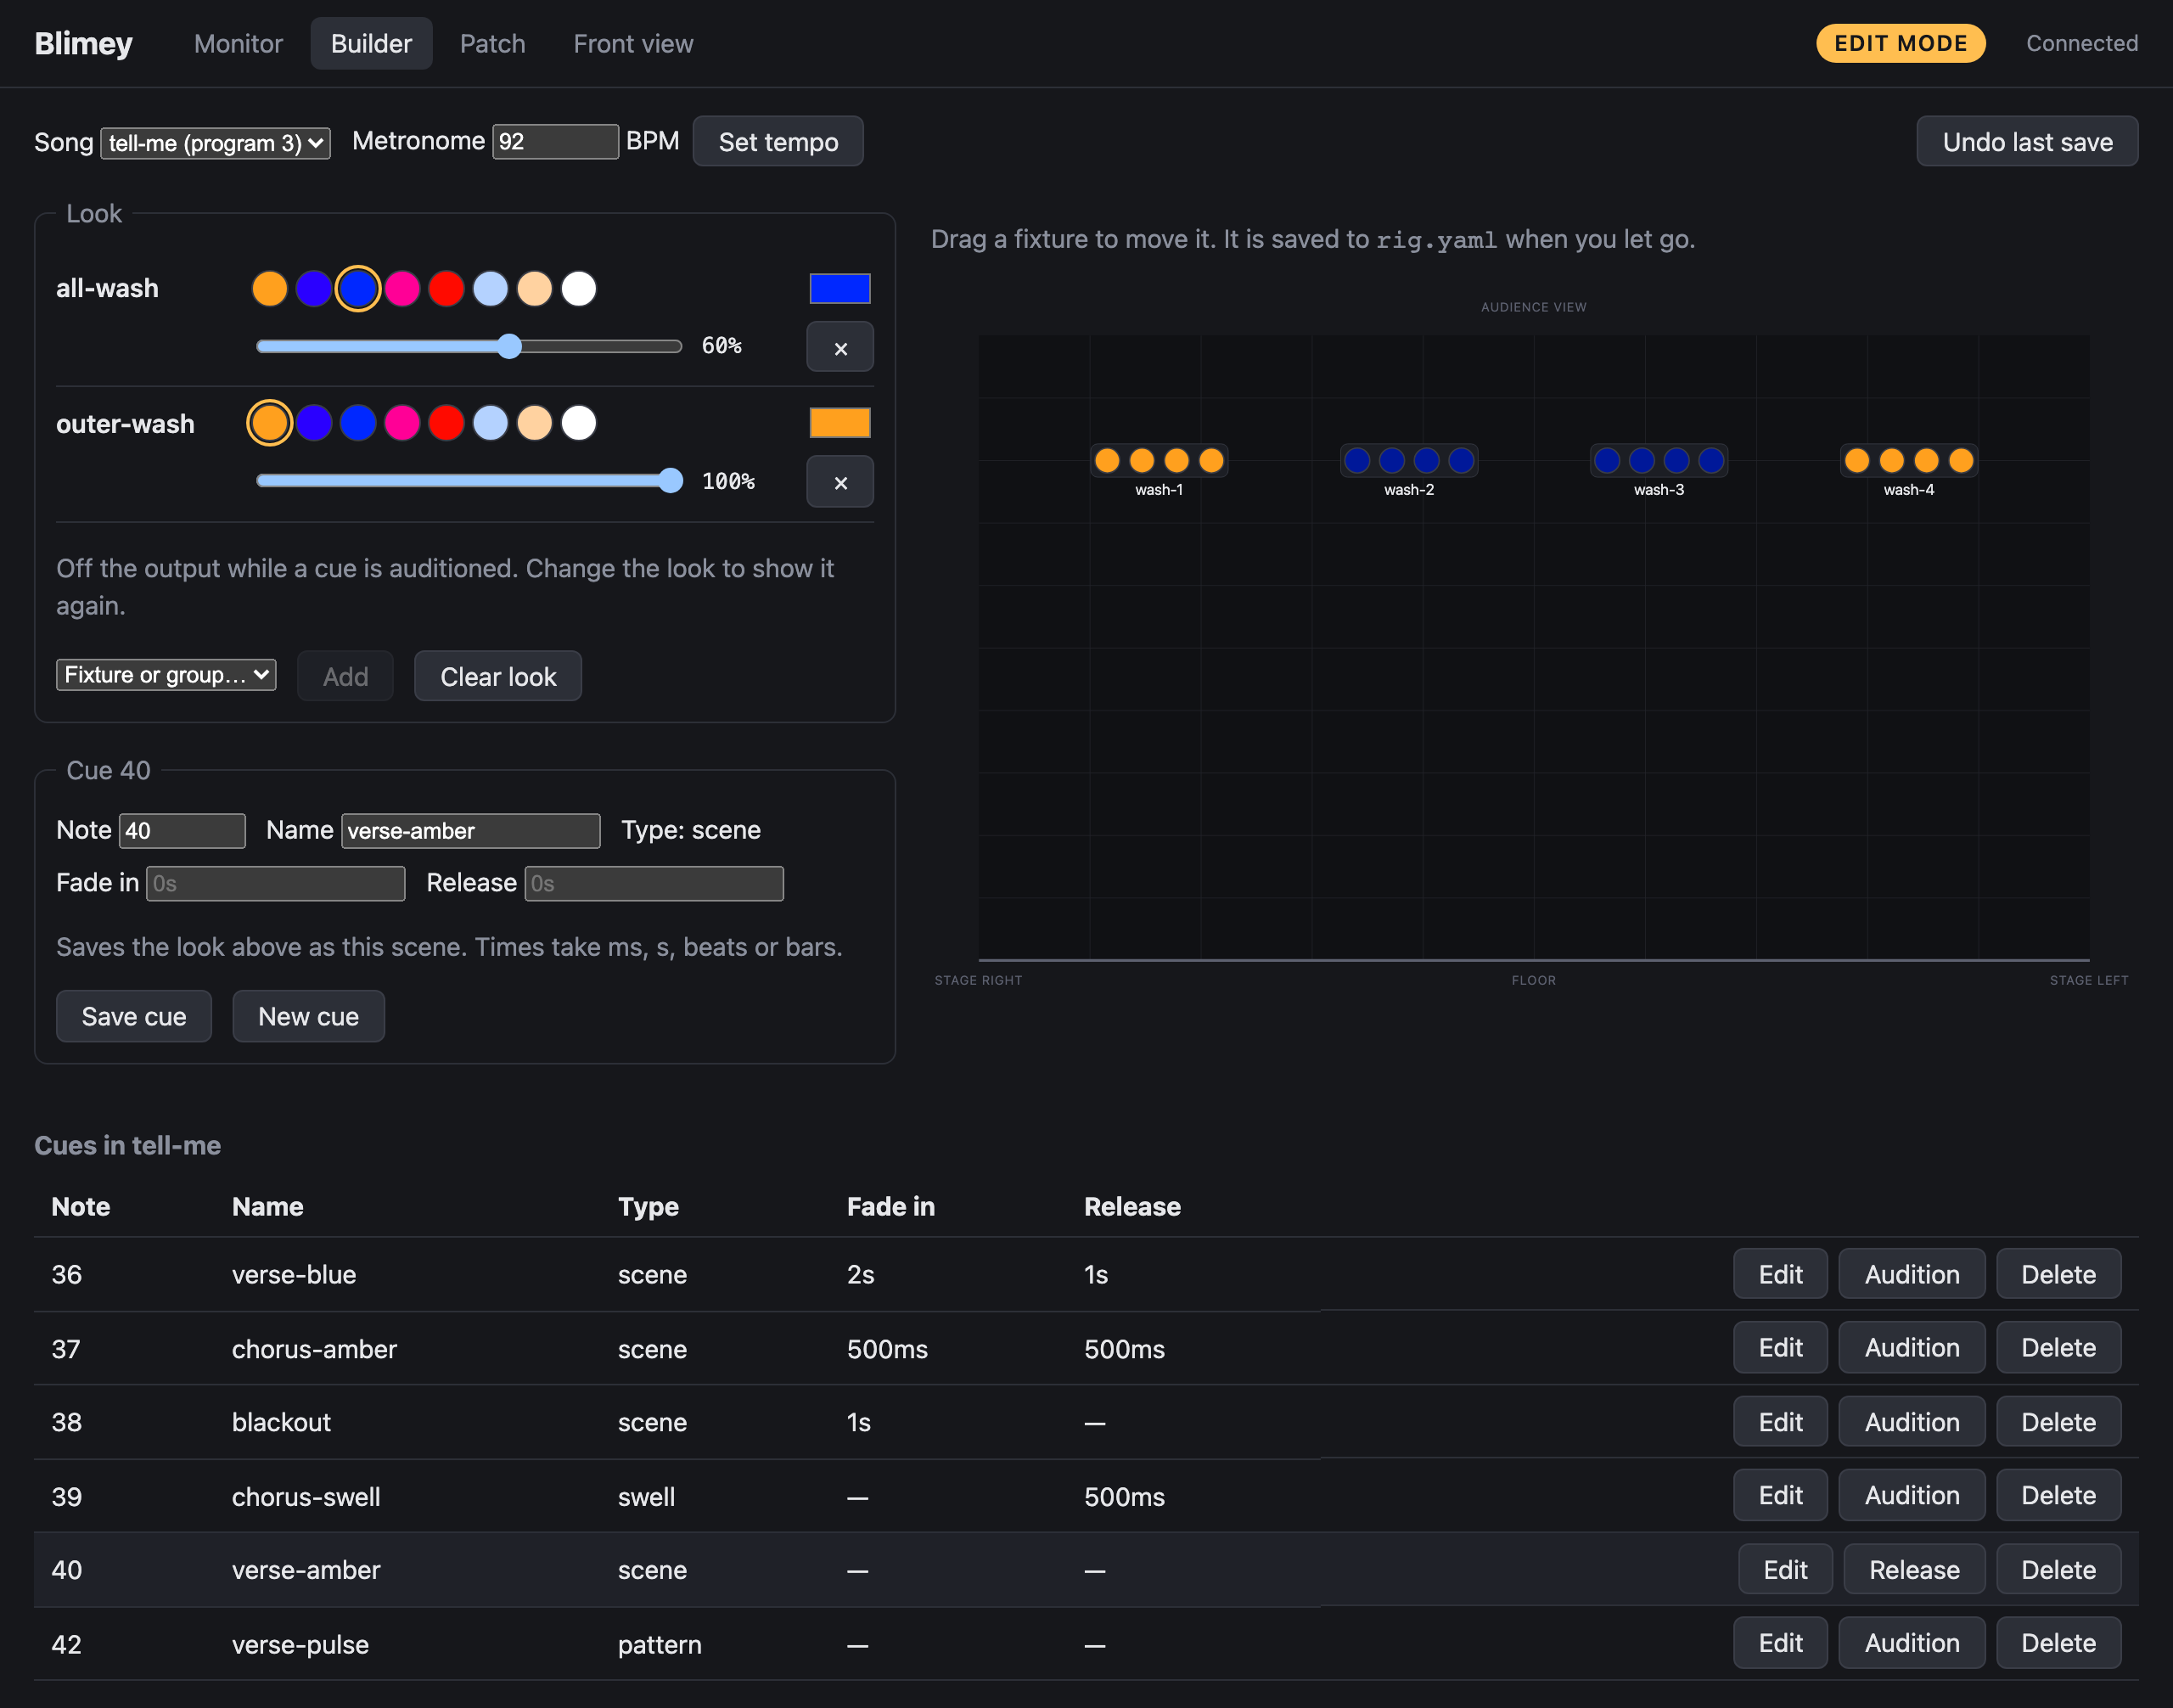 Blimey Monitor Builder Patch Front view EDIT MODE Connected
Song tell-me (program 3) Metronome 92 BPM Set tempo Undo last save
Look
all-wash
60% ×
outer-wash
100% ×
Off the output while a cue is auditioned. Change the look to show it
again.
Fixture or group... Add Clear look
Drag a fixture to move it. It is saved to rig.yaml when you let go.
AUDIENCE VIEW
wash-1 wash-2 wash-3 wash-4
STAGE RIGHT FLOOR STAGE LEFT
Cue 40
Note 40 Name verse-amber Type: scene
Fade in 0s Release 0s
Saves the look above as this scene. Times take ms, s, beats or bars.
Save cue New cue
Cues in tell-me
Note Name Type Fade in Release
36 verse-blue scene 2s 1s Edit Audition Delete
37 chorus-amber scene 500ms 500ms Edit Audition Delete
38 blackout scene 1s — Edit Audition Delete
39 chorus-swell swell — 500ms Edit Audition Delete
40 verse-amber scene — — Edit Release Delete
42 verse-pulse pattern — — Edit Audition Delete